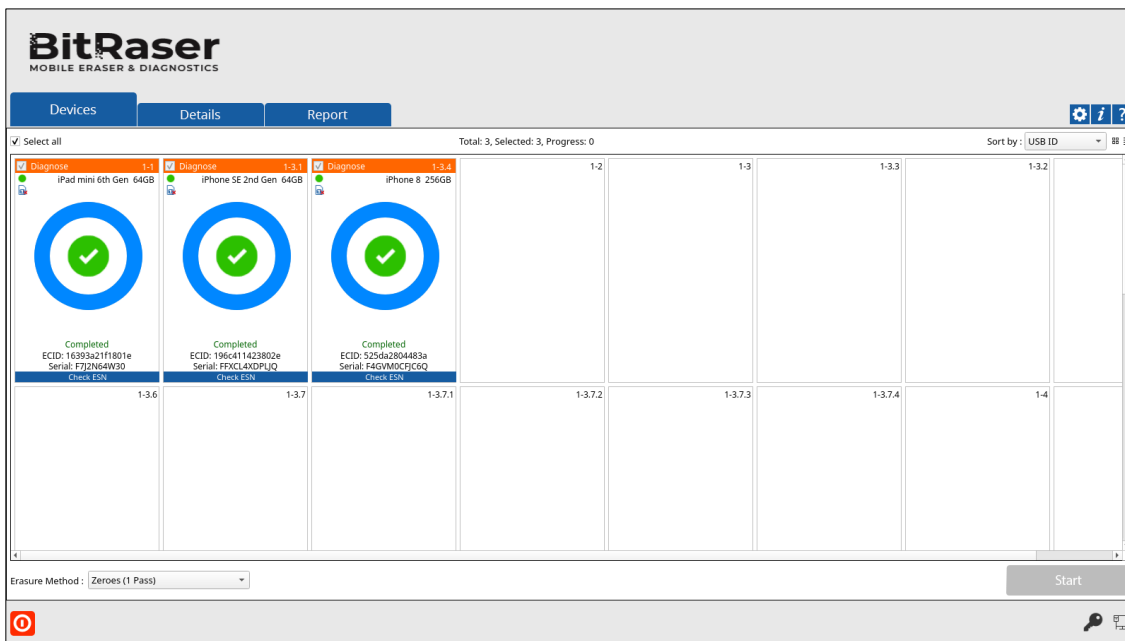 BitRaser
MOBILE ERASER & DIAGNOSTICS
Devices Details Report
i ?
Select all Total: 3, Selected: 3, Progress: 0 Sort by : USB ID
Diagnose 1-1 Diagnose 1-3.1 Diagnose 1-3.4 1-2 1-3 1-3.3 1-3.2
iPad mini 6th Gen 64GB iPhone SE 2nd Gen 64GB iPhone 8 256GB
Completed Completed Completed
ECID: 16393a21f1801e ECID: 196c411423802e ECID: 525da2804483a
Serial: F7J2N64W30 Serial: FFXCL4XDPLJQ Serial: F4GVM0CFJC6Q
Check ESN Check ESN Check ESN
1-3.6 1-3.7 1-3.7.1 1-3.7.2 1-3.7.3 1-3.7.4 1-4
Erasure Method : Zeroes (1 Pass) Start